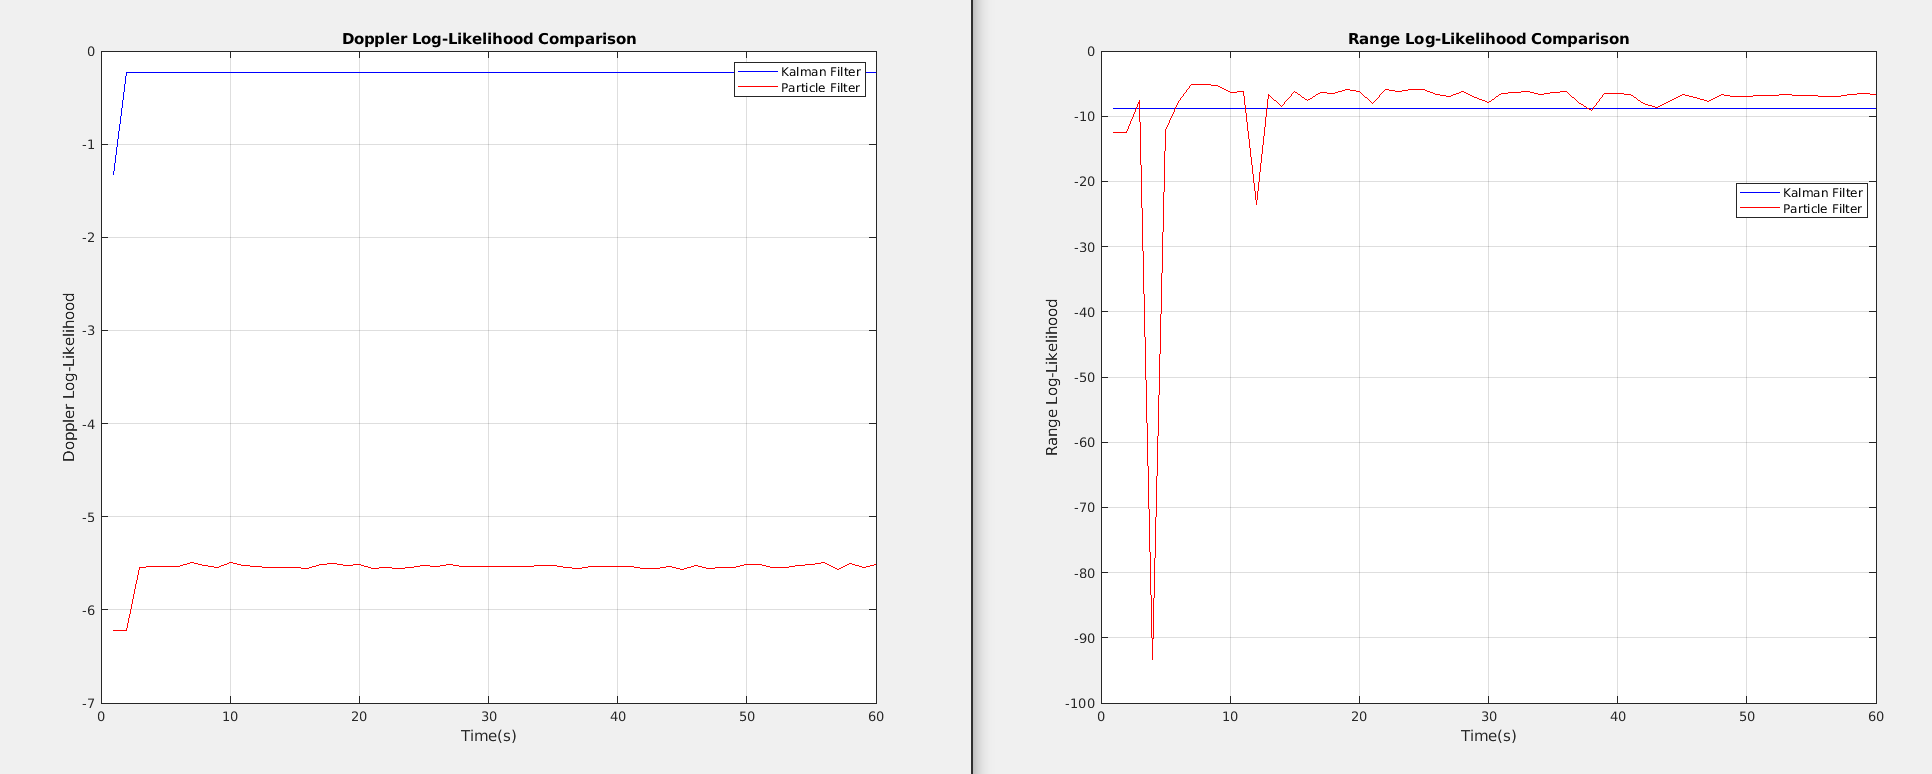 Doppler Log-Likelihood Comparison
0
-1
-2
-3
-4
-5
-6
-7
Doppler Log-Likelihood
Kalman Filter
Particle Filter
0 10 20 30 40 50 60
Time(s)
Range Log-Likelihood Comparison
0
-10
-20
-30
-40
-50
-60
-70
-80
-90
-100
Range Log-Likelihood
Kalman Filter
Particle Filter
0 10 20 30 40 50 60
Time(s)